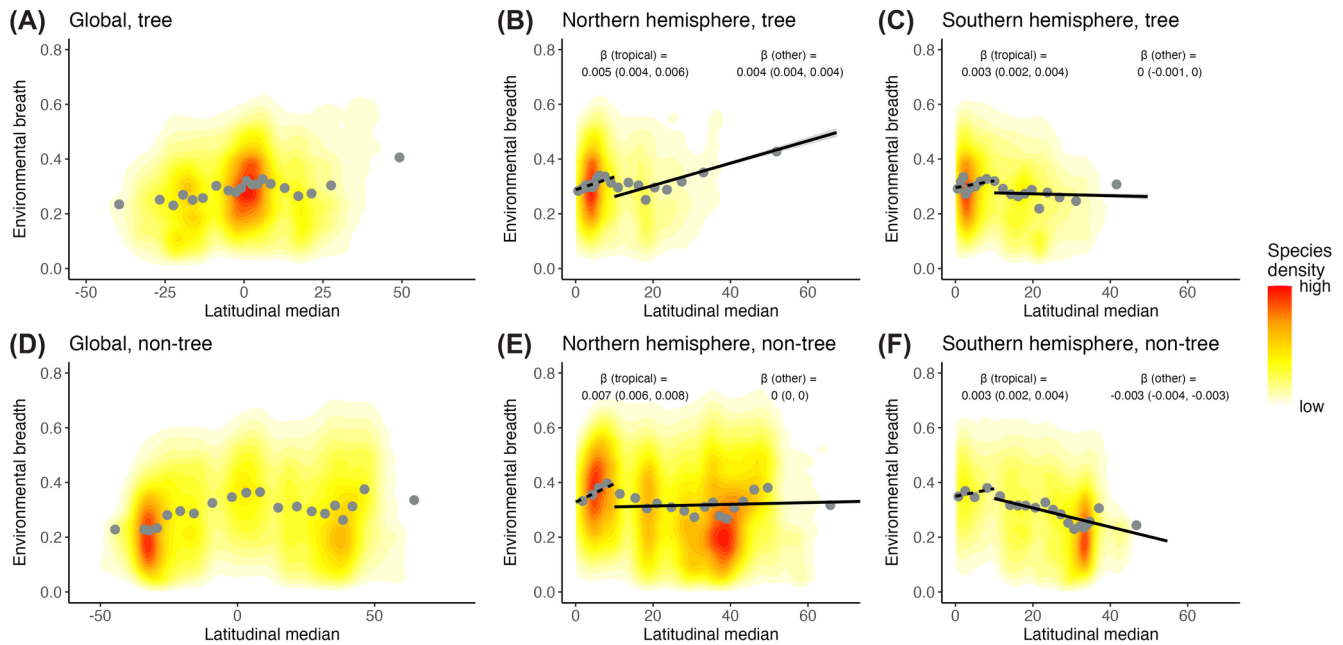 (A) Global, tree
0.8
0.6
0.4
0.2
0.0
Environmental breath
-50 -25 0 25 50
Latitudinal median
(B) Northern hemisphere, tree
β (tropical) = β (other) =
0.005 (0.004, 0.006) 0.004 (0.004, 0.004)
0.8
0.6
0.4
0.2
0.0
Environmental breadth
0 20 40 60
Latitudinal median
(C) Southern hemisphere, tree
β (tropical) = β (other) =
0.003 (0.002, 0.004) 0 (-0.001, 0)
0.8
0.6
0.4
0.2
0.0
Environmental breadth
0 20 40 60
Latitudinal median
Species
density
high
low
(D) Global, non-tree
0.8
0.6
0.4
0.2
0.0
Environmental breadth
-50 0 50
Latitudinal median
(E) Northern hemisphere, non-tree
β (tropical) = β (other) =
0.007 (0.006, 0.008) 0 (0, 0)
0.8
0.6
0.4
0.2
0.0
Environmental breadth
0 20 40 60
Latitudinal median
(F) Southern hemisphere, non-tree
β (tropical) = β (other) =
0.003 (0.002, 0.004) -0.003 (-0.004, -0.003)
0.8
0.6
0.4
0.2
0.0
Environmental breadth
0 20 40 60
Latitudinal median